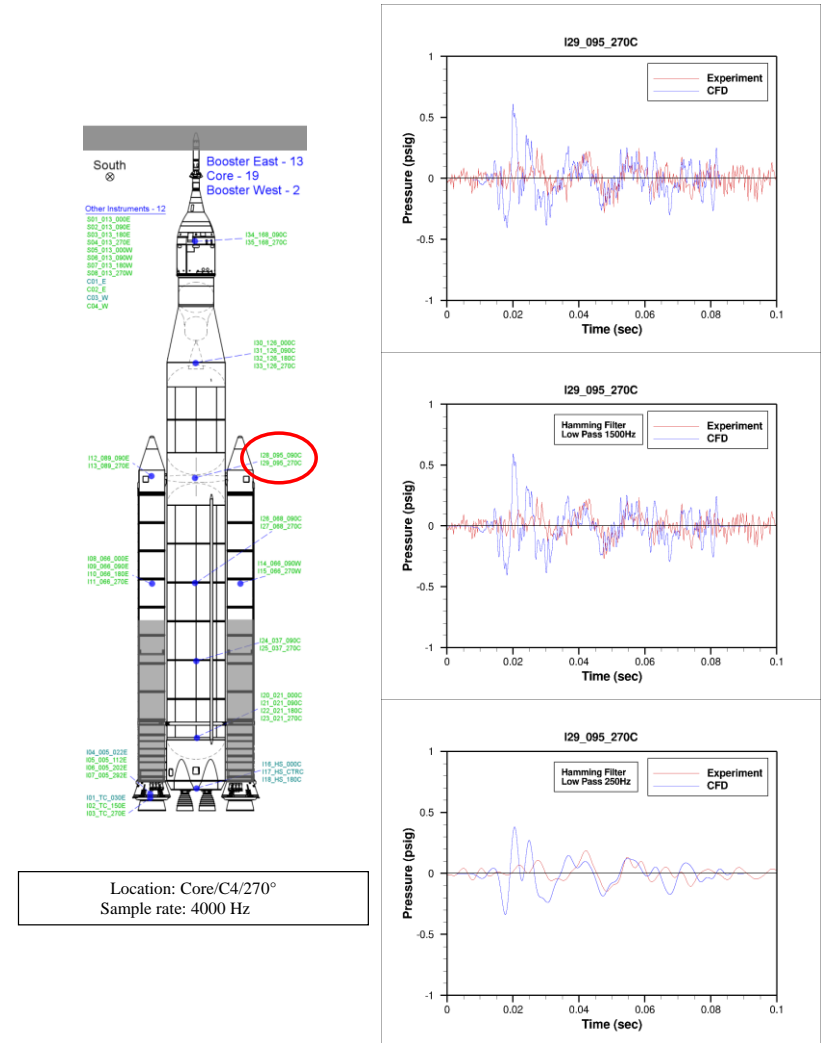 South
Booster East - 13
Core - 19
Booster West - 2
Other Instruments - 12
S01_013_000E
S02_013_090E
S03_013_180E
S04_013_270E
S05_013_000W
S06_013_090W
S07_013_180W
S08_013_270W
C01_E
C02_E
C03_W
C04_W
I34_168_090C
I35_168_270C
I30_126_000C
I31_126_090C
I32_126_180C
I33_126_270C
I12_089_090E
I13_089_270E
I28_095_090C
I29_095_270C
I26_068_090C
I27_068_270C
I08_066_000E
I09_066_090E
I10_066_180E
I11_066_270E
I14_066_090W
I15_066_270W
I24_037_090C
I25_037_270C
I20_021_000C
I21_021_090C
I22_021_180C
I23_021_270C
I04_005_022E
I05_005_112E
I06_005_202E
I07_005_292E
I16_HS_000C
I17_HS_CTRC
I18_HS_180C
I01_TC_030E
I02_TC_150E
I03_TC_270E
Location: Core/C4/270°
Sample rate: 4000 Hz
I29_095_270C
Experiment
CFD
Pressure (psig)
1
0.5
0
-0.5
-1
0 0.02 0.04 0.06 0.08 0.1
Time (sec)
I29_095_270C
Hamming Filter
Low Pass 1500Hz
Experiment
CFD
Pressure (psig)
1
0.5
0
-0.5
-1
0 0.02 0.04 0.06 0.08 0.1
Time (sec)
I29_095_270C
Hamming Filter
Low Pass 250Hz
Experiment
CFD
Pressure (psig)
1
0.5
0
-0.5
-1
0 0.02 0.04 0.06 0.08 0.1
Time (sec)